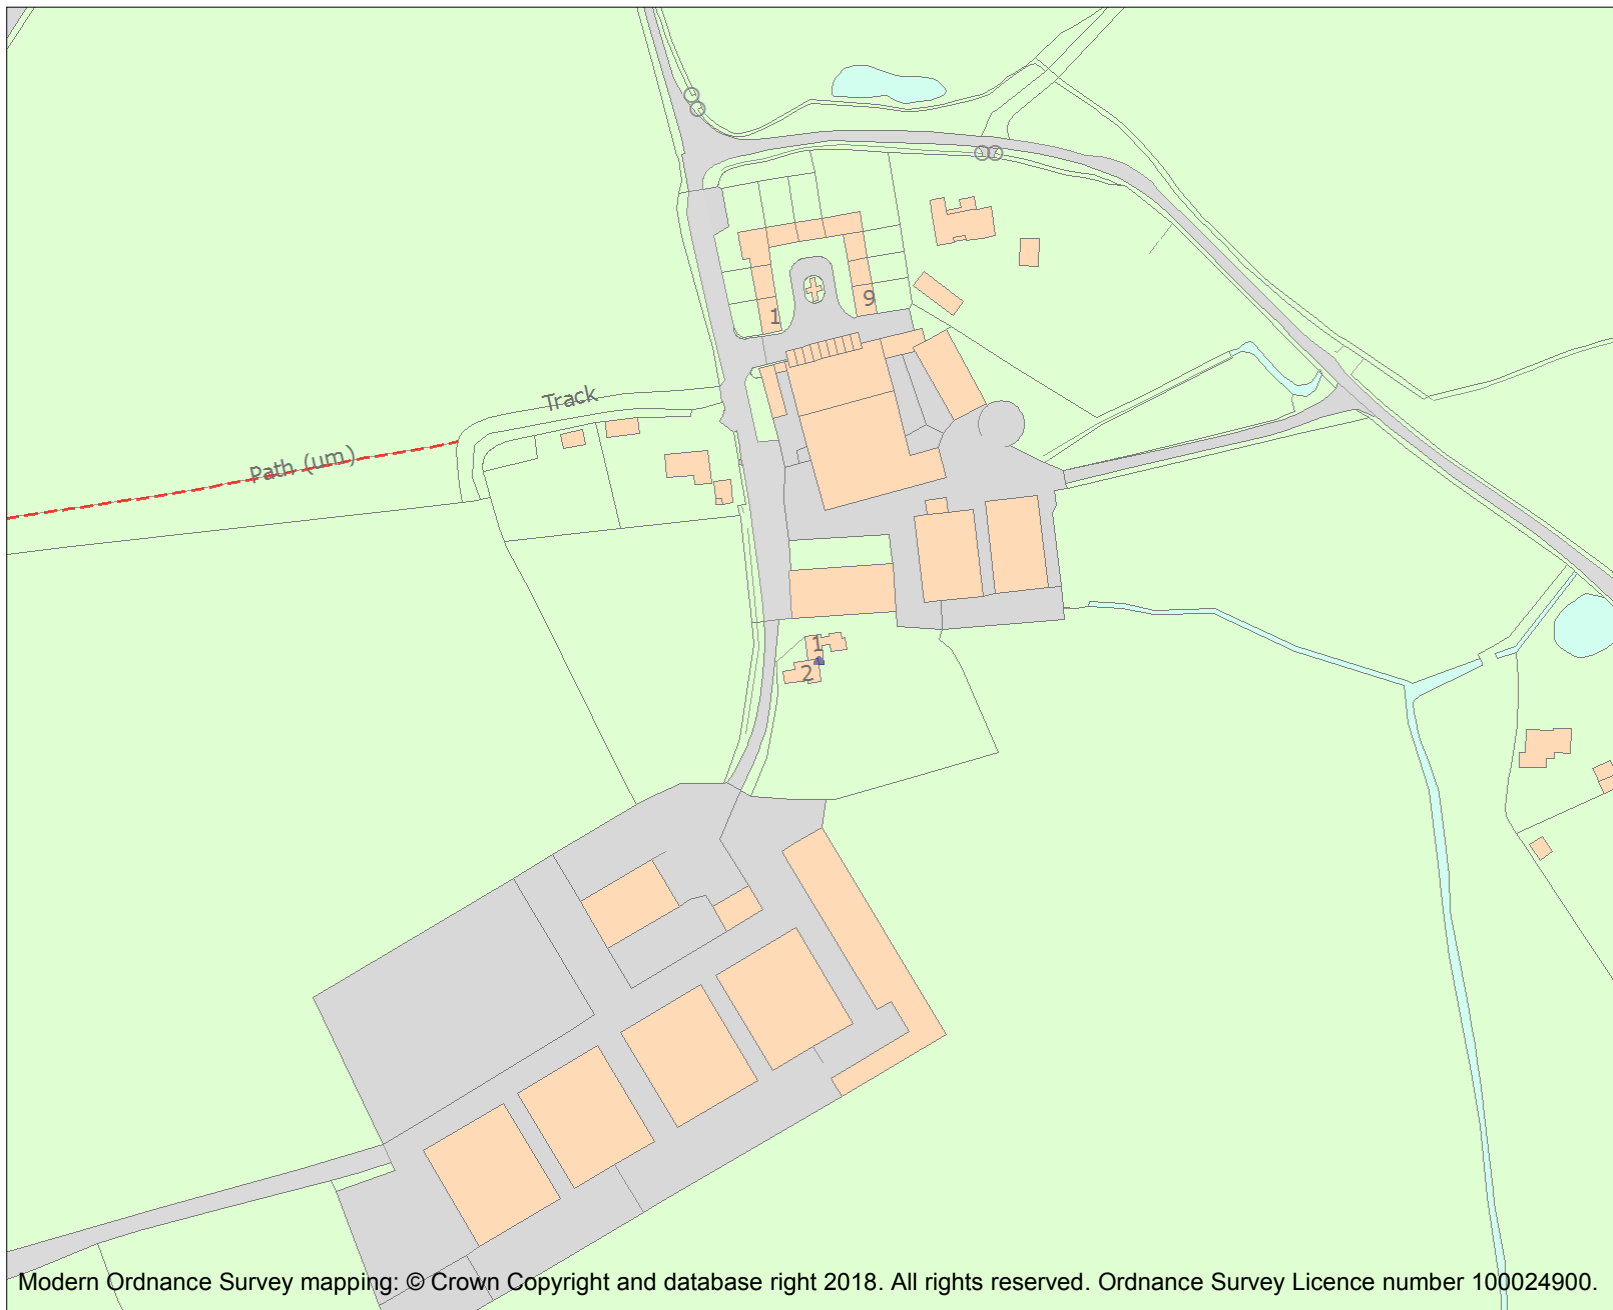 9
1
Track
Path (um)
1
2
Modern Ordnance Survey mapping: © Crown Copyright and database right 2018. All rights reserved. Ordnance Survey Licence number 100024900.